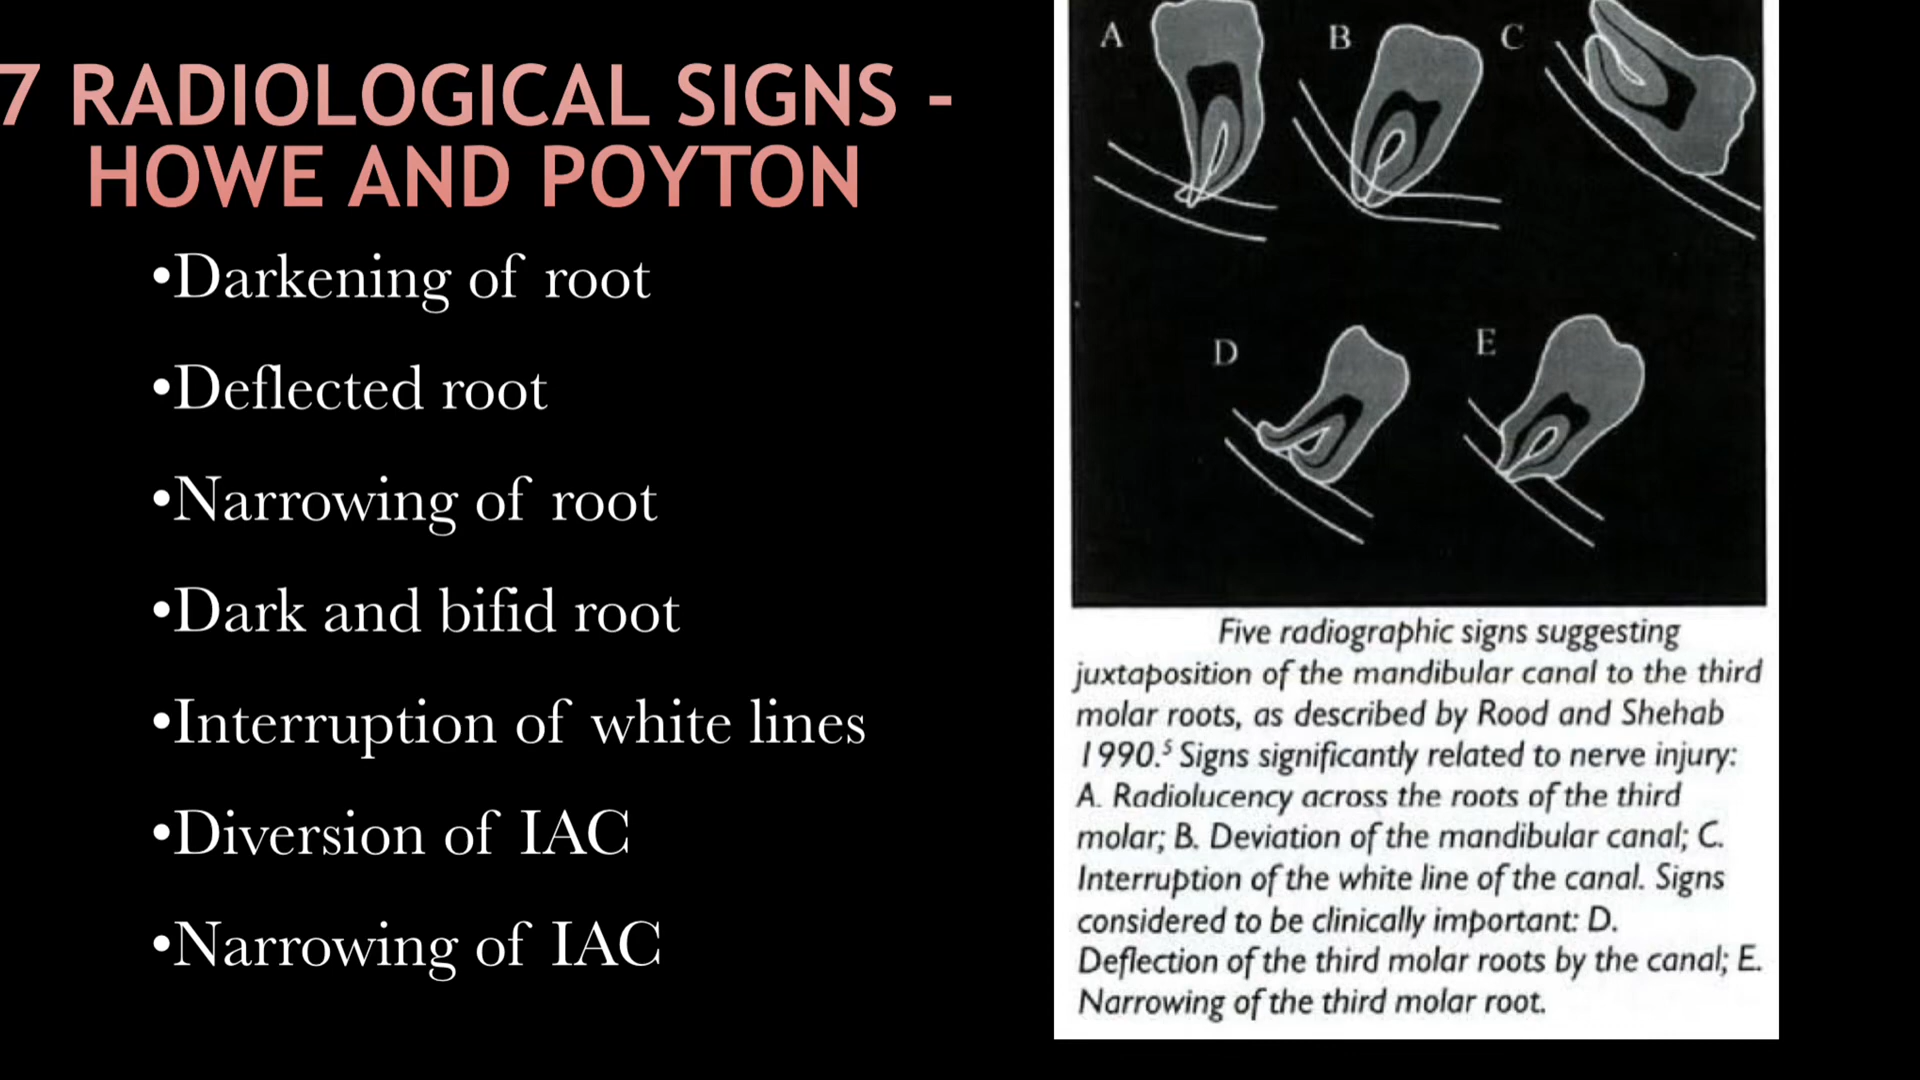 7 RADIOLOGICAL SIGNS -
HOWE AND POYTON
•Darkening of root
•Deflected root
•Narrowing of root
•Dark and bifid root
•Interruption of white lines
•Diversion of IAC
•Narrowing of IAC
A
B
C
D
E
Five radiographic signs suggesting
juxtaposition of the mandibular canal to the third
molar roots, as described by Rood and Shehab
1990.⁵ Signs significantly related to nerve injury:
A. Radiolucency across the roots of the third
molar; B. Deviation of the mandibular canal; C.
Interruption of the white line of the canal. Signs
considered to be clinically important: D.
Deflection of the third molar roots by the canal; E.
Narrowing of the third molar root.